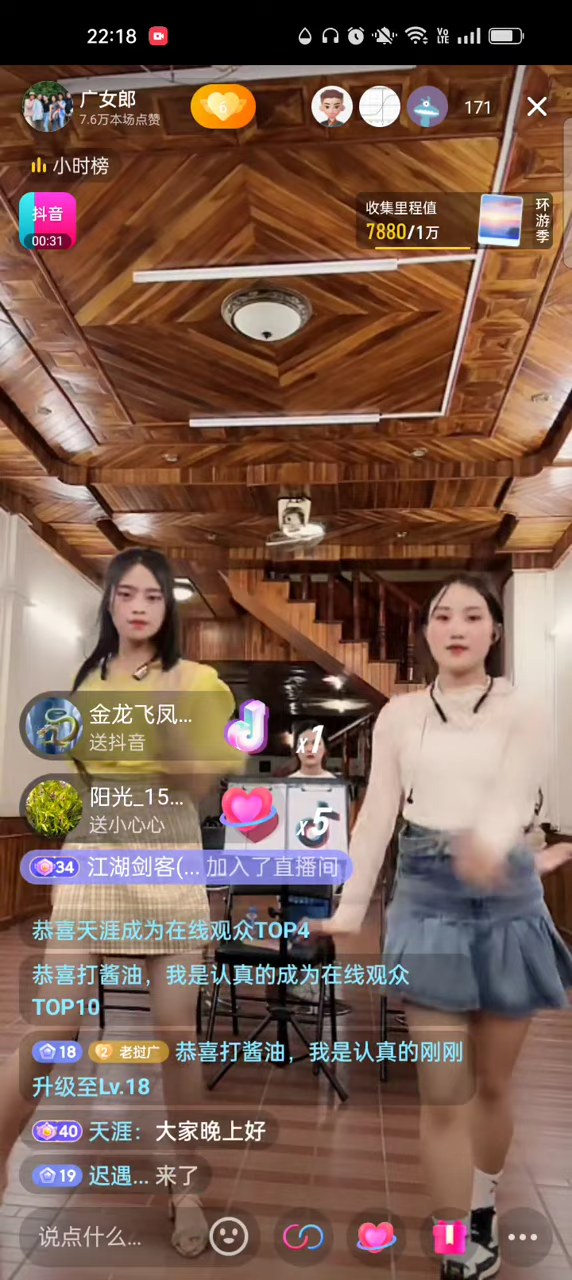 22:18
VoLTE
广女郎
7.6万本场点赞
6
171
小时榜
抖音
00:31
收集里程值
7880/1万
环游季
金龙飞凤...
送抖音
x1
阳光_15...
送小心心
x5
34 江湖剑客(... 加入了直播间
恭喜天涯成为在线观众TOP4
恭喜打酱油，我是认真的成为在线观众
TOP10
18 2 老挝广 恭喜打酱油，我是认真的刚刚
升级至Lv.18
40 天涯：大家晚上好
19 迟遇... 来了
说点什么...